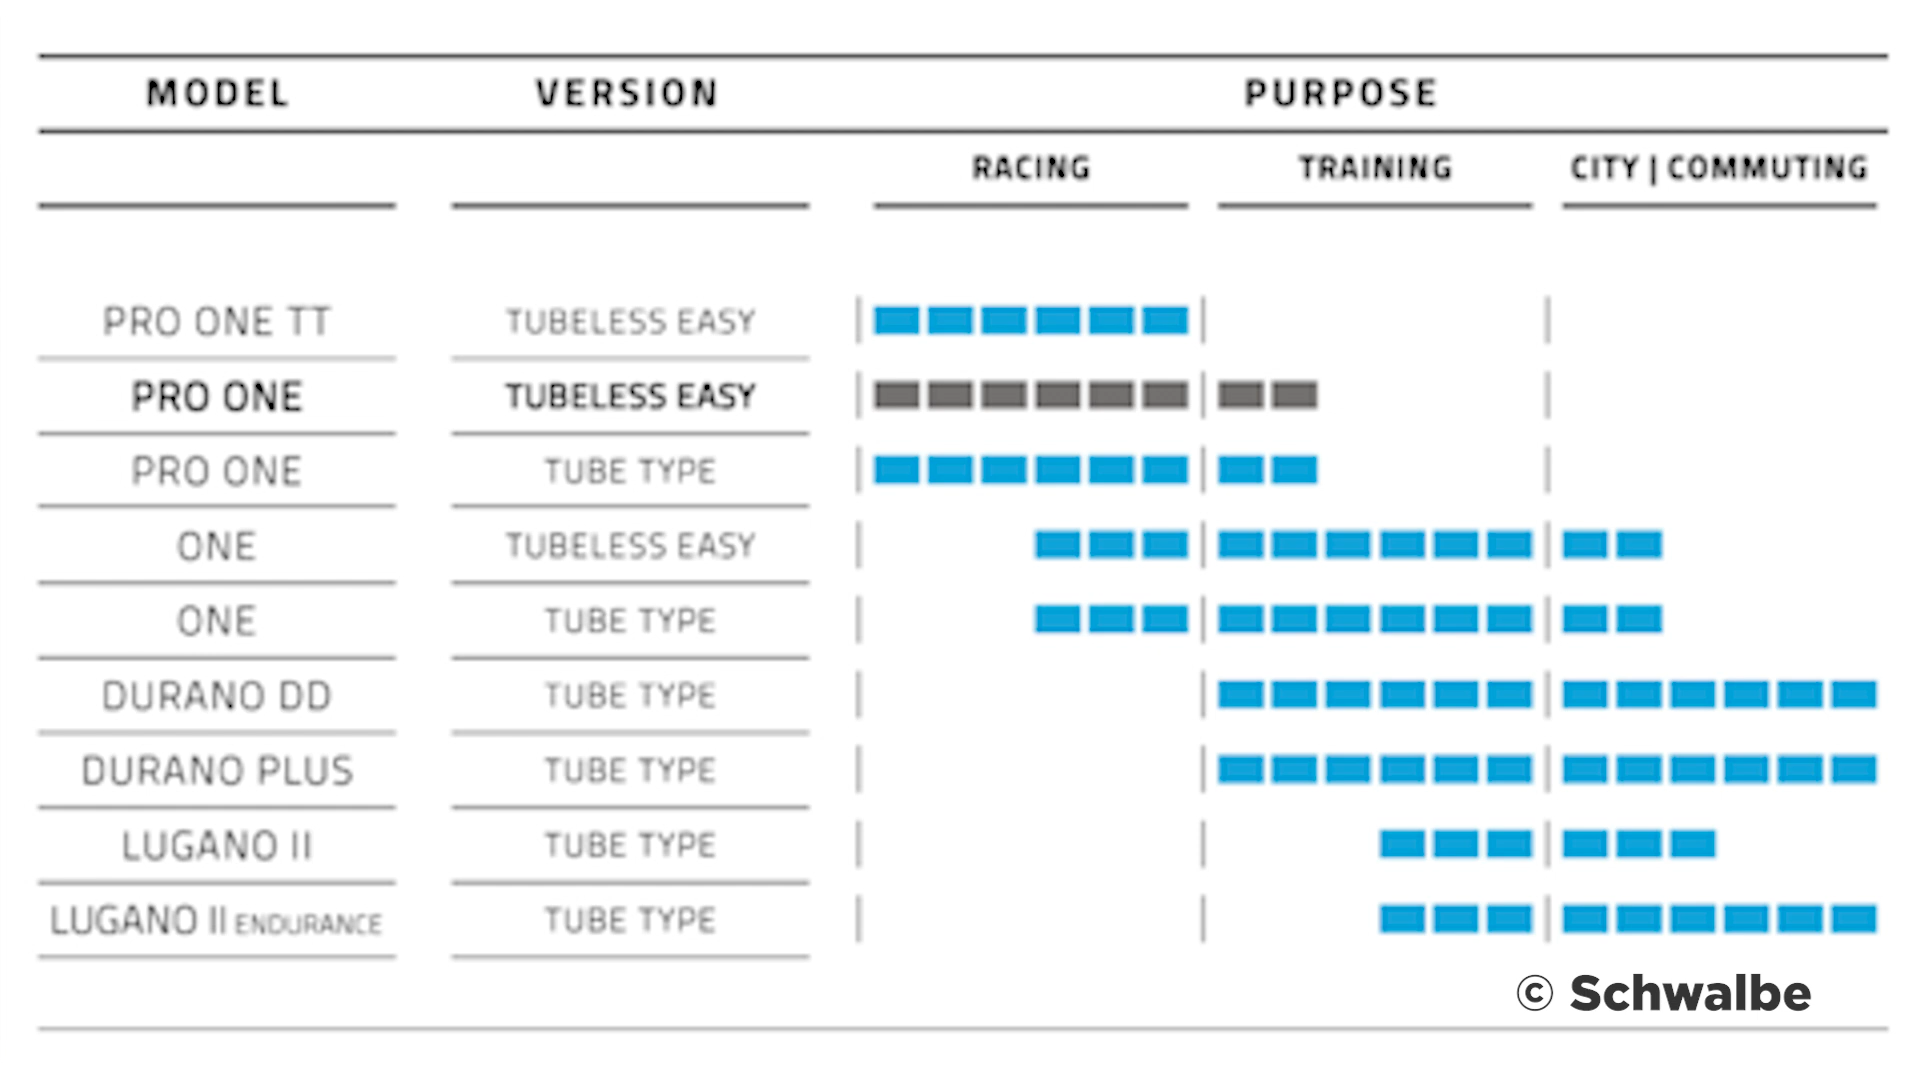 MODEL VERSION PURPOSE
RACING TRAINING CITY | COMMUTING
PRO ONE TT TUBELESS EASY
PRO ONE TUBELESS EASY
PRO ONE TUBE TYPE
ONE TUBELESS EASY
ONE TUBE TYPE
DURANO DD TUBE TYPE
DURANO PLUS TUBE TYPE
LUGANO II TUBE TYPE
LUGANO II ENDURANCE TUBE TYPE
© Schwalbe